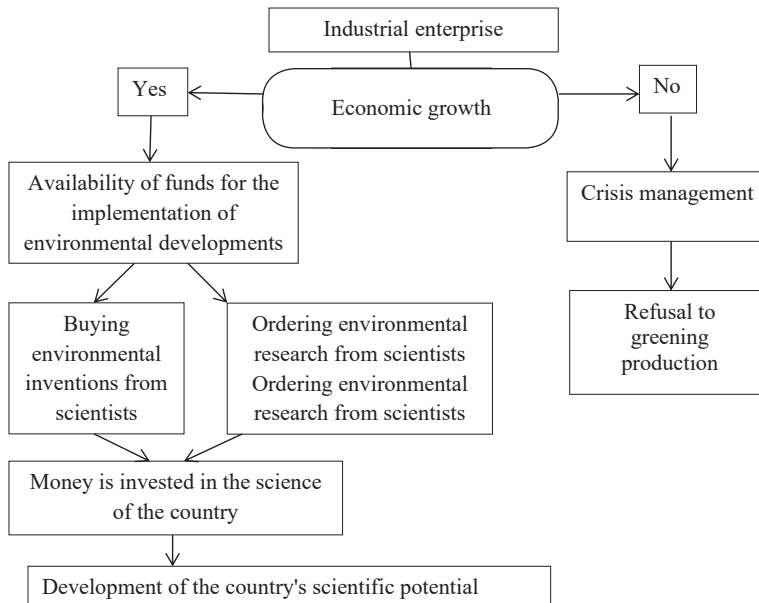 Industrial enterprise
Yes
Economic growth
No
Availability of funds for the
implementation of
environmental developments
Crisis management
Buying
environmental
inventions from
scientists
Ordering environmental
research from scientists
Ordering environmental
research from scientists
Refusal to
greening
production
Money is invested in the science
of the country
Development of the country's scientific potential